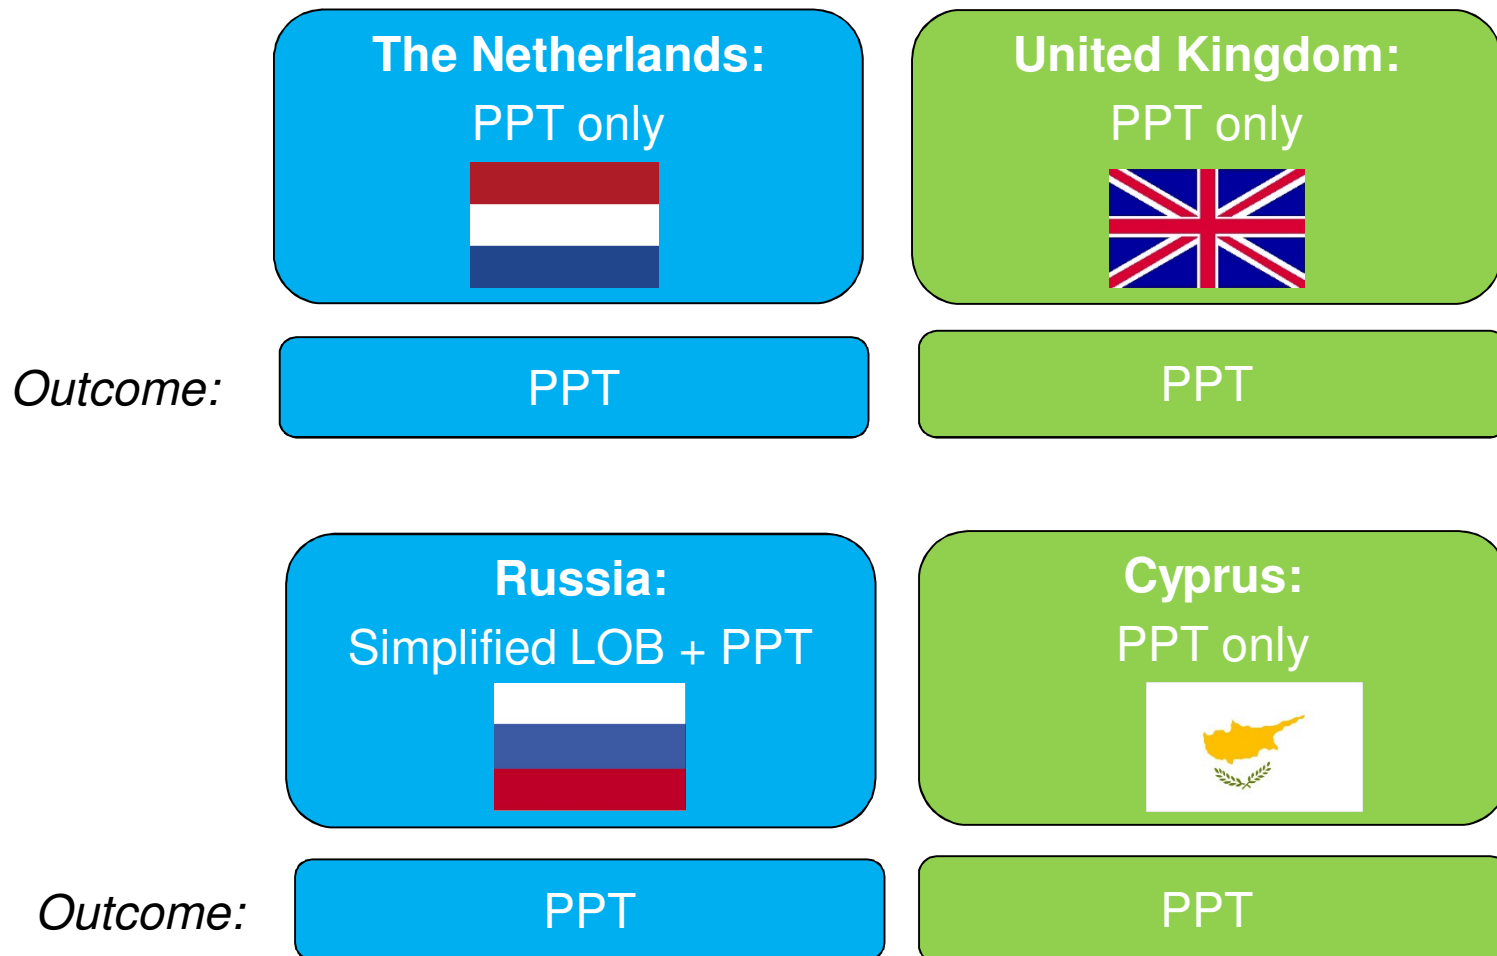 The Netherlands:
PPT only
United Kingdom:
PPT only
Outcome:
PPT
PPT
Russia:
Simplified LOB + PPT
Cyprus:
PPT only
Outcome:
PPT
PPT